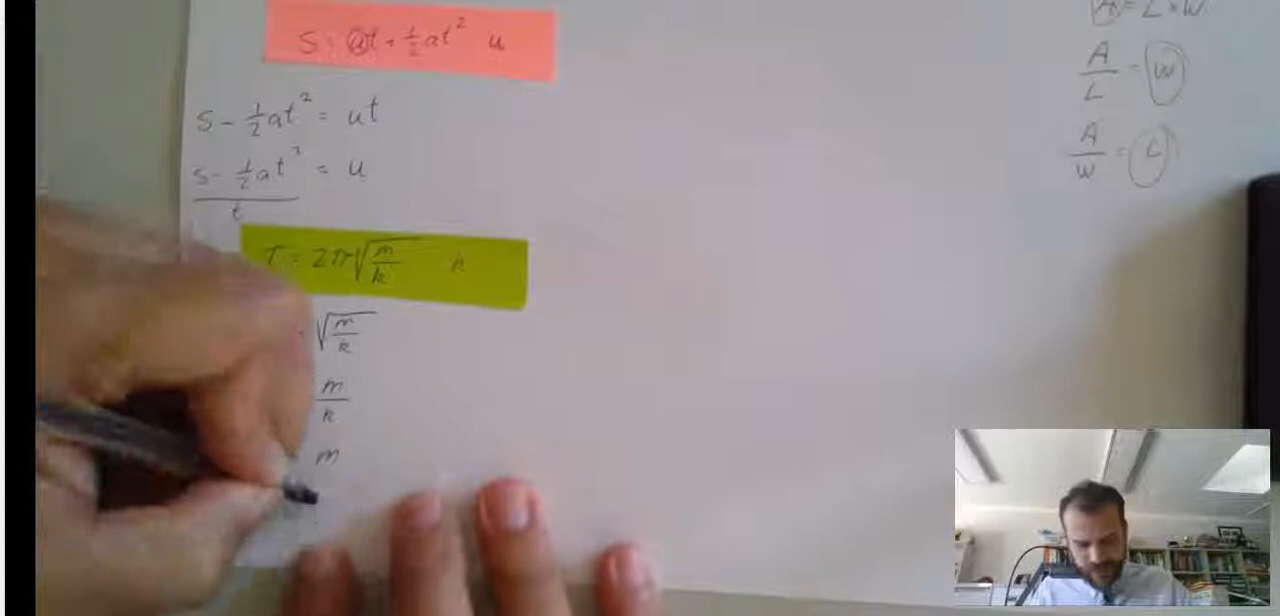 S = ut + ½at² u
S - ½at² = ut
S - ½at² = u
t
T = 2π√m/k k
√m/k
m/k
m
A = L × W
A/L = W
A/W = L